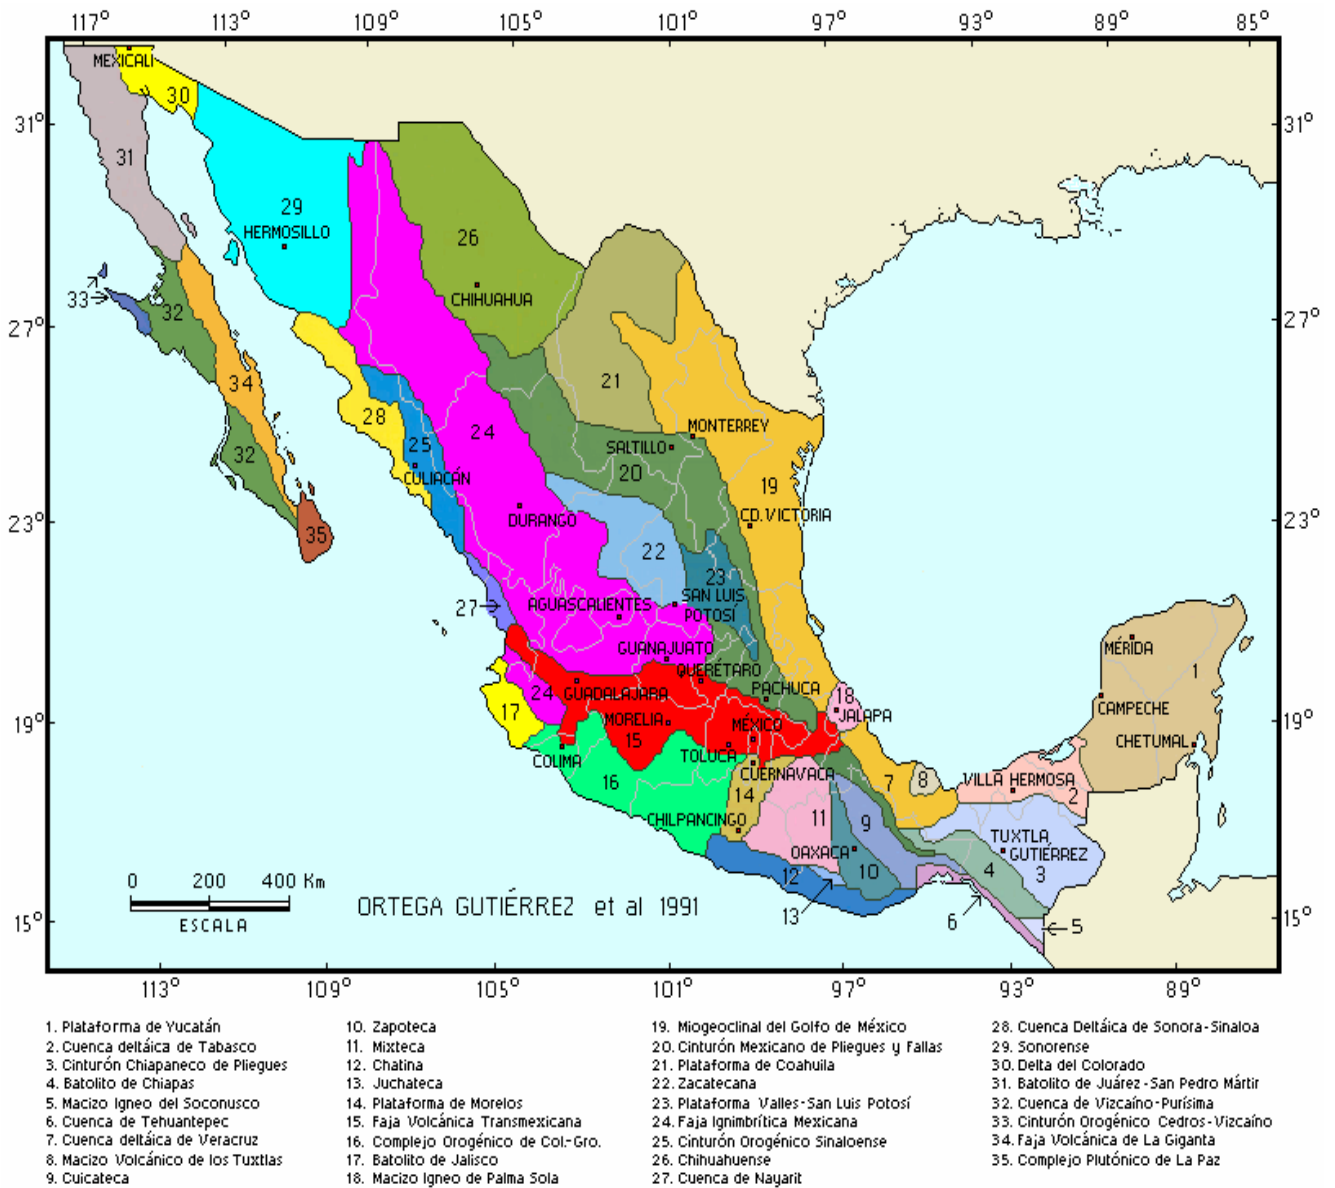 117° 113° 109° 105° 101° 97° 93° 89° 85°
MEXICALI
30
31° 31°
31
29
HERMOSILLO
26
CHIHUAHUA
33
32
27° 27°
34
21
28
24
MONTERREY
25
SALTILLO
32
CULIACÁN
20
19
DURANGO
CD. VICTORIA
23° 23°
35
22
23
SAN LUIS
POTOSÍ
27
AGUASCALIENTES
GUANAJUATO
MÉRIDA
1
QUERÉTARO
24
GUADALAJARA
PACHUCA
18
CAMPECHE
17
MORELIA
MÉXICO
JALAPA
19° 19°
15
CHETUMAL
COLIMA
TOLUCA
16
CUERNAVACA
7
8
VILLA HERMOSA
2
14
CHILPANCINGO
11
9
TUXTLA
GUTIÉRREZ
OAXACA
12
10
4
3
0 200 400 Km
ESCALA
ORTEGA GUTIÉRREZ et al 1991
13
6
5
15° 15°
113° 109° 105° 101° 97° 93° 89°
1. Plataforma de Yucatán
2. Cuenca deltáica de Tabasco
3. Cinturón Chiapaneco de Pliegues
4. Batolito de Chiapas
5. Macizo Igneo del Soconusco
6. Cuenca de Tehuantepec
7. Cuenca deltáica de Veracruz
8. Macizo Volcánico de los Tuxtlas
9. Cuicateca
10. Zapoteca
11. Mixteca
12. Chatina
13. Juchateca
14. Plataforma de Morelos
15. Faja Volcánica Transmexicana
16. Complejo Orogénico de Col.-Gro.
17. Batolito de Jalisco
18. Macizo Igneo de Palma Sola
19. Miogeoclinal del Golfo de México
20. Cinturón Mexicano de Pliegues y Fallas
21. Plataforma de Coahuila
22. Zacatecana
23. Plataforma Valles-San Luis Potosí
24. Faja Ignimbrítica Mexicana
25. Cinturón Orogénico Sinaloense
26. Chihuahuense
27. Cuenca de Nayarit
28. Cuenca Deltáica de Sonora-Sinaloa
29. Sonorense
30. Delta del Colorado
31. Batolito de Juárez-San Pedro Mártir
32. Cuenca de Vizcaíno-Purísima
33. Cinturón Orogénico Cedros-Vizcaíno
34. Faja Volcánica de La Giganta
35. Complejo Plutónico de La Paz